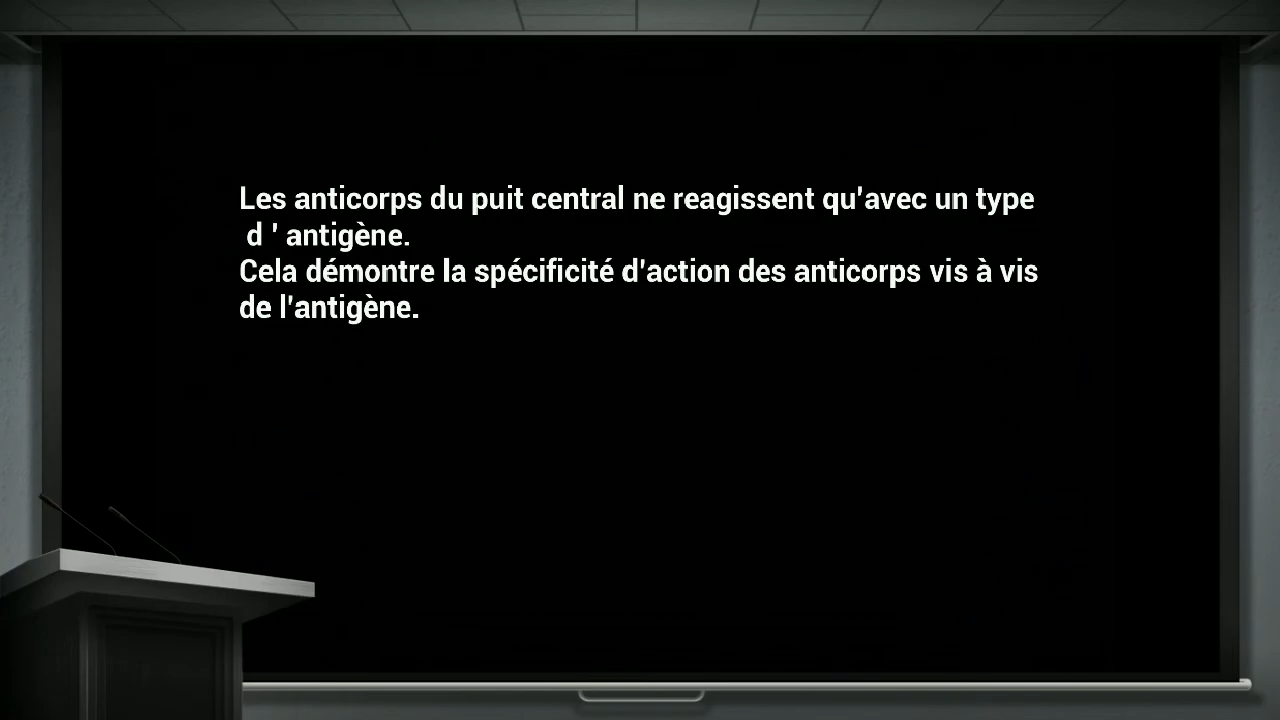 Les anticorps du puit central ne reagissent qu'avec un type
d ' antigène.
Cela démontre la spécificité d'action des anticorps vis à vis
de l'antigène.